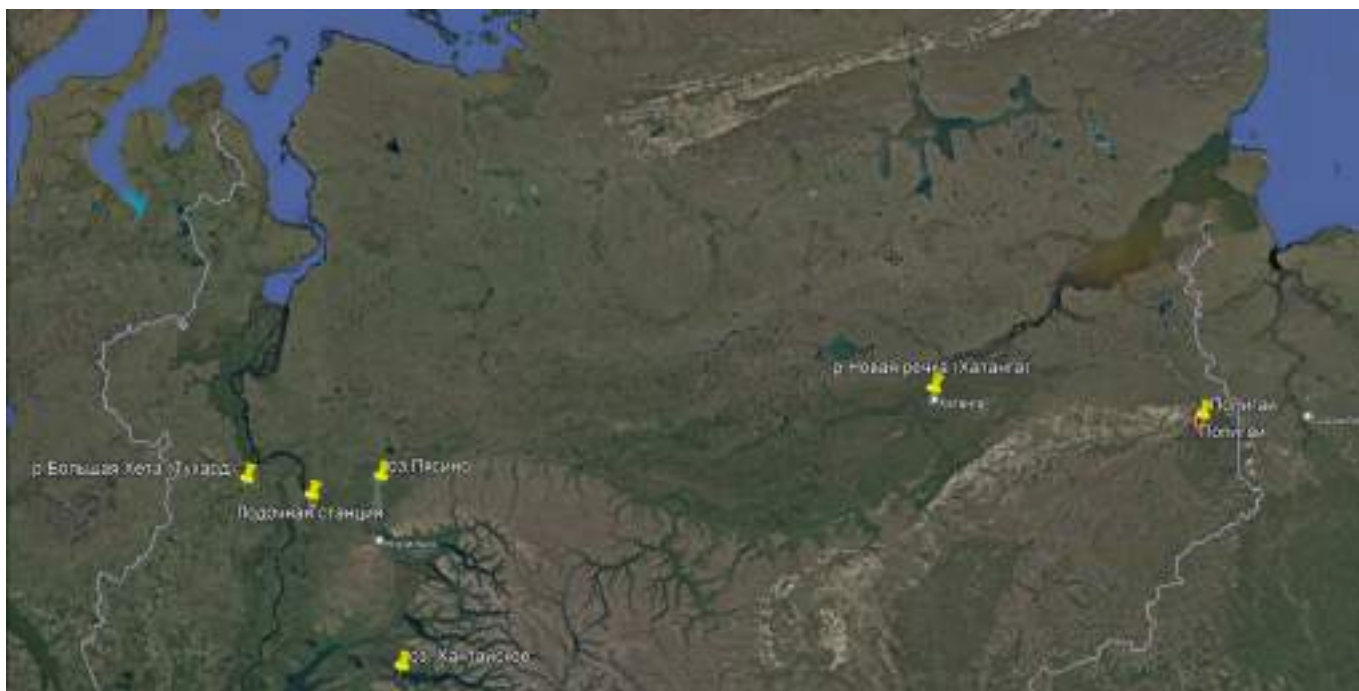 р.Новая речка (Хатанга)
Хатанга
Попигай
Попигай
р.Большая Хета (Тухард)
оз.Пясино
Лодочная станция
оз. Хантайское